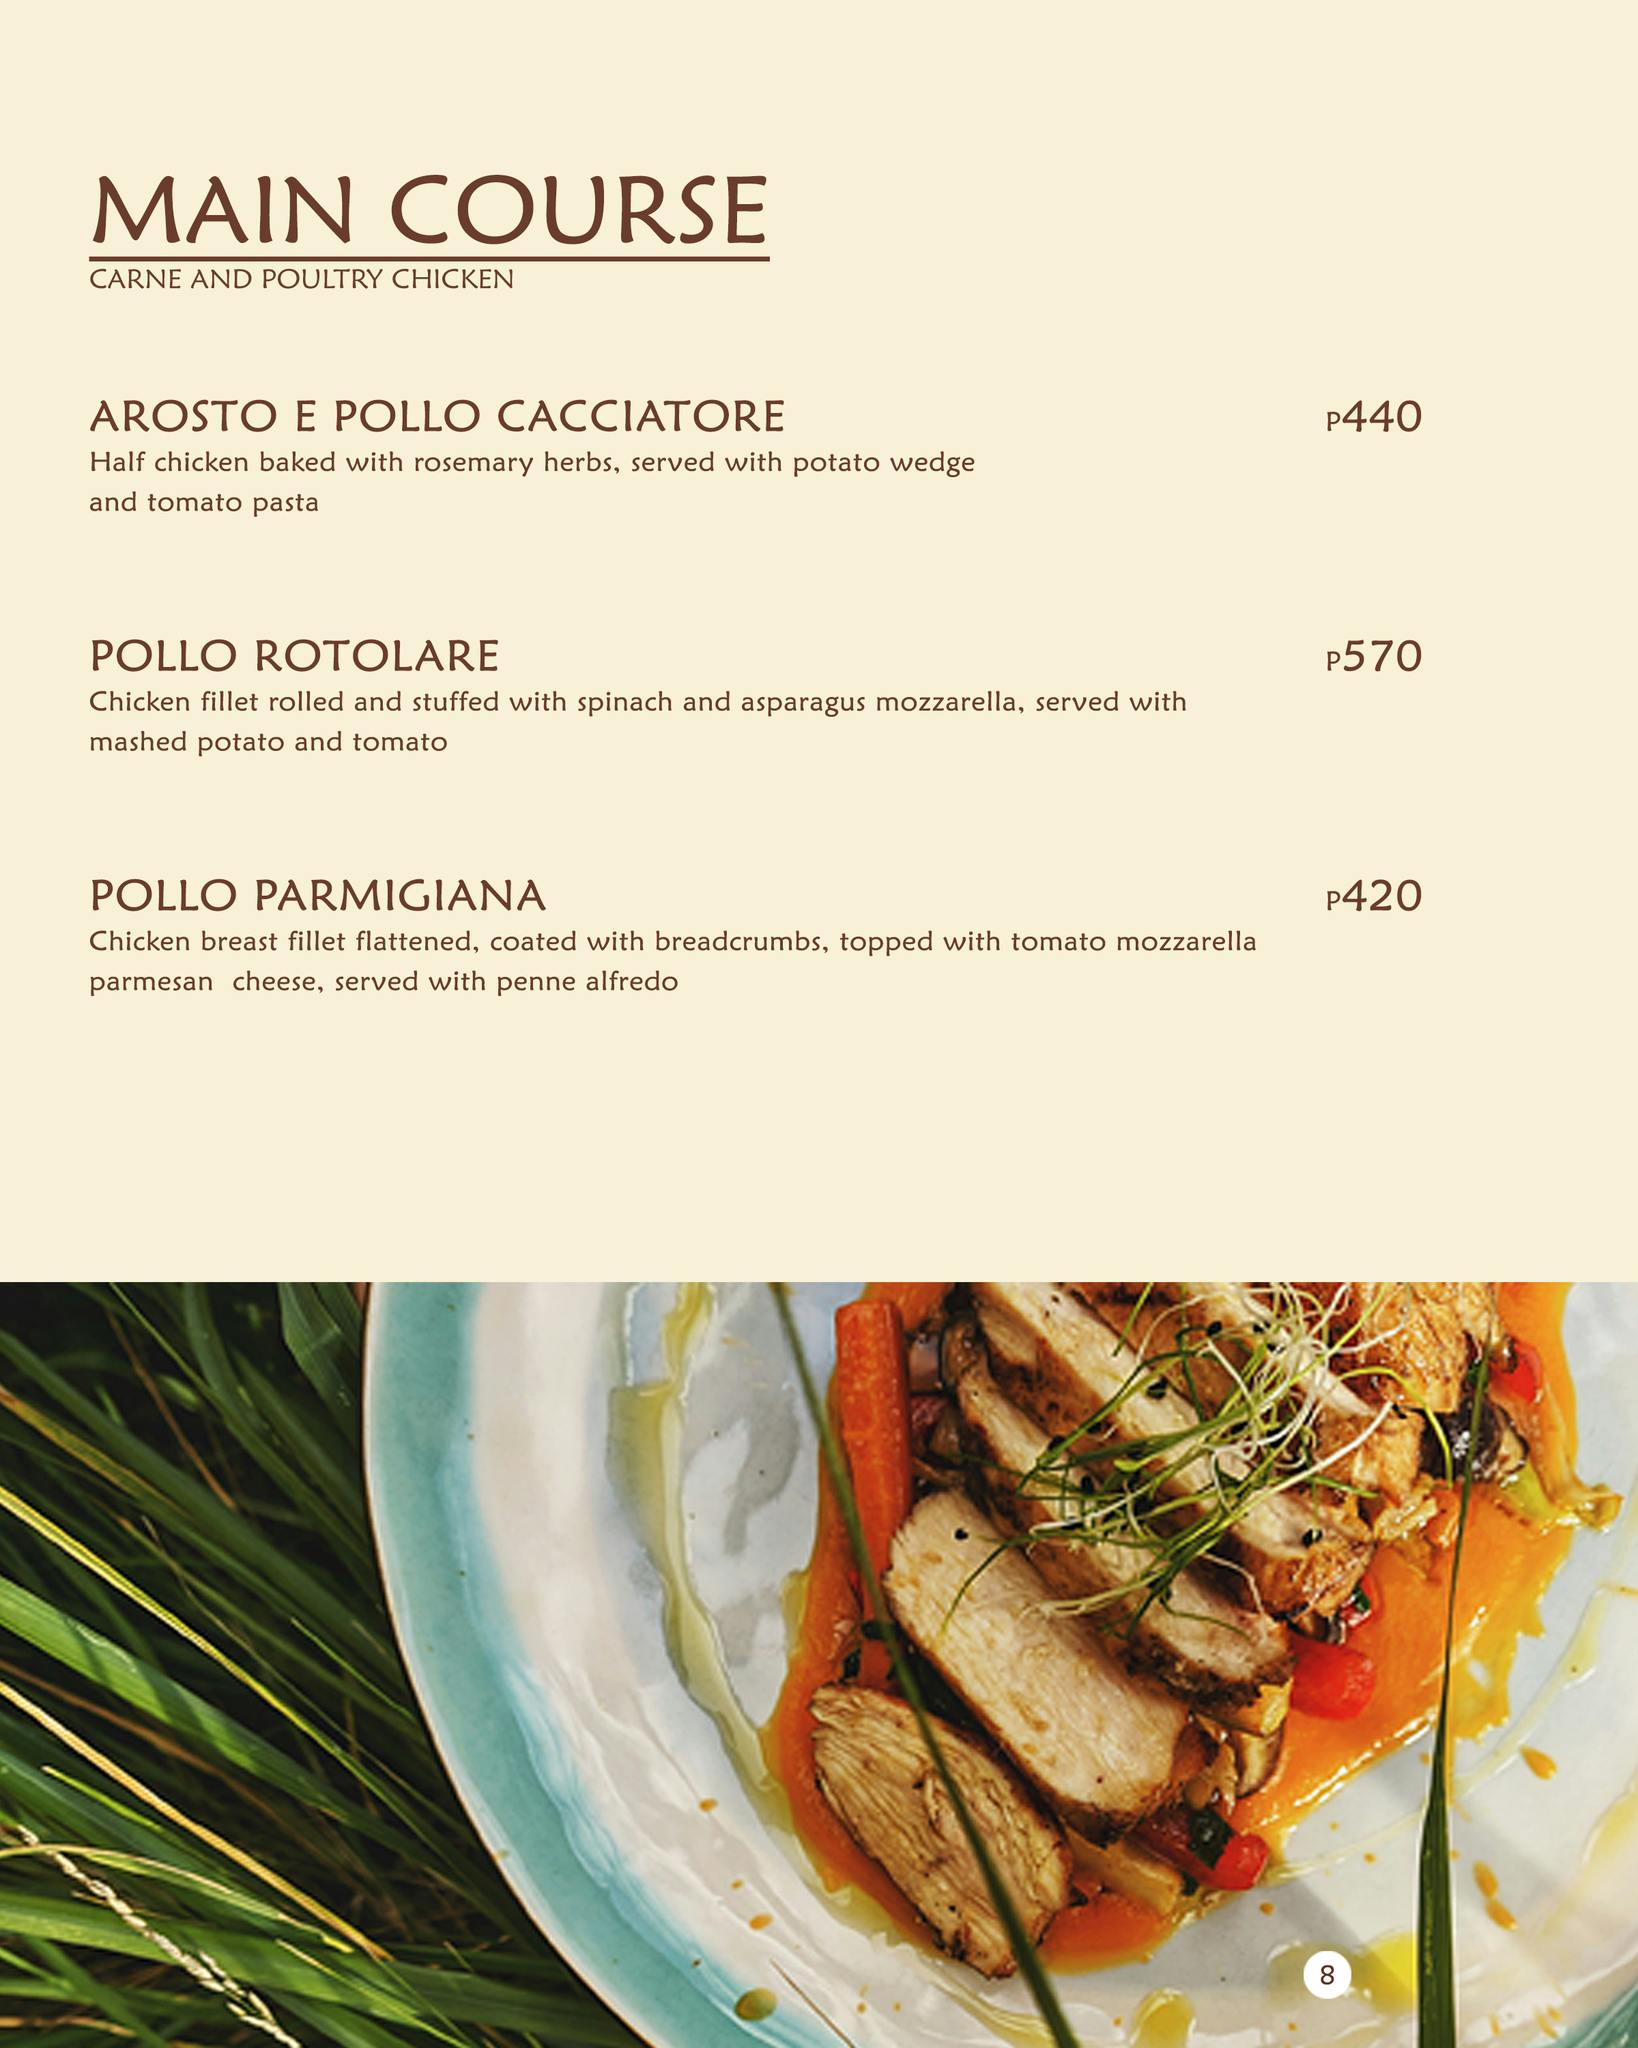 MAIN COURSE
CARNE AND POULTRY CHICKEN
AROSTO E POLLO CACCIATORE P440
Half chicken baked with rosemary herbs, served with potato wedge
and tomato pasta
POLLO ROTOLARE P570
Chicken fillet rolled and stuffed with spinach and asparagus mozzarella, served with
mashed potato and tomato
POLLO PARMIGIANA P420
Chicken breast fillet flattened, coated with breadcrumbs, topped with tomato mozzarella
parmesan  cheese, served with penne alfredo
8